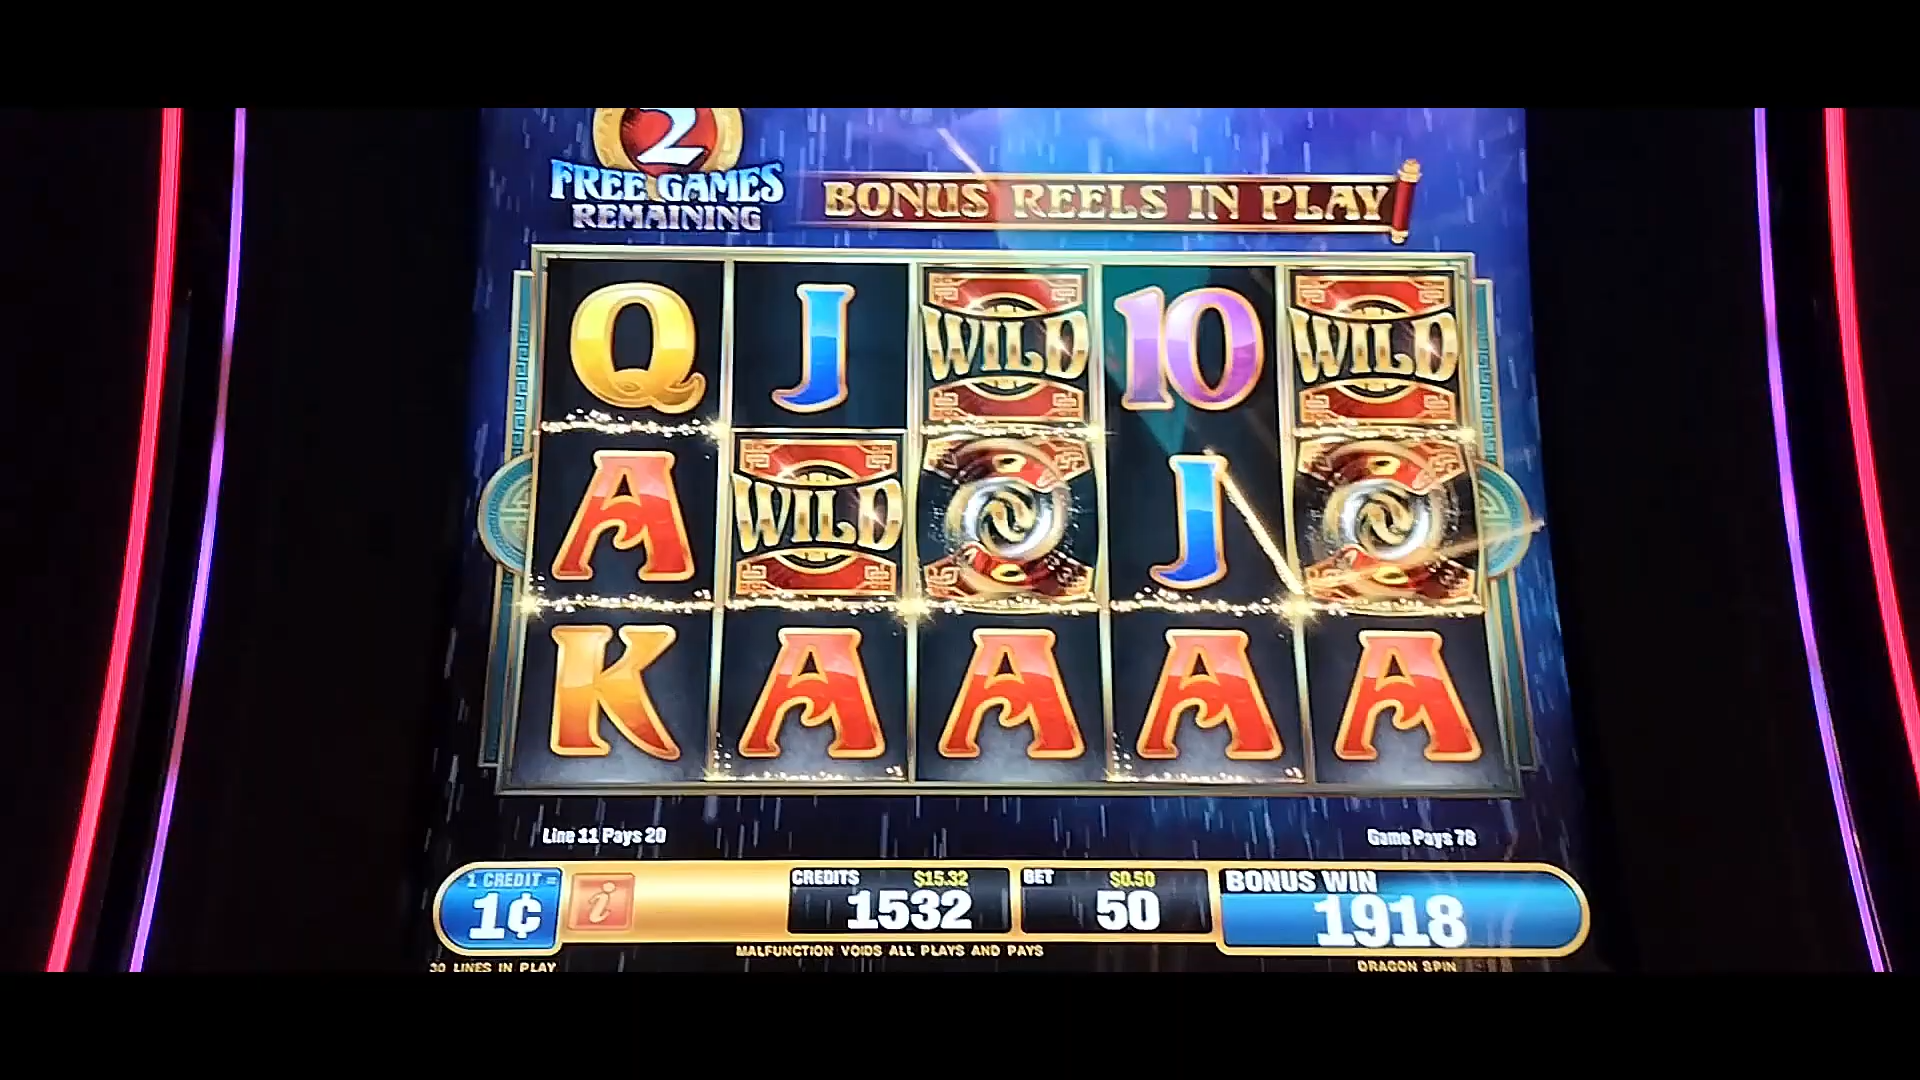 2
FREE GAMES
REMAINING
BONUS REELS IN PLAY
Q J WILD 10 WILD
A WILD J
K A A A A
Line 11 Pays 20
Game Pays 78
1 CREDIT =
1¢
i
CREDITS $15.32
1532
BET $0.50
50
BONUS WIN
1918
MALFUNCTION VOIDS ALL PLAYS AND PAYS
30 LINES IN PLAY
DRAGON SPIN